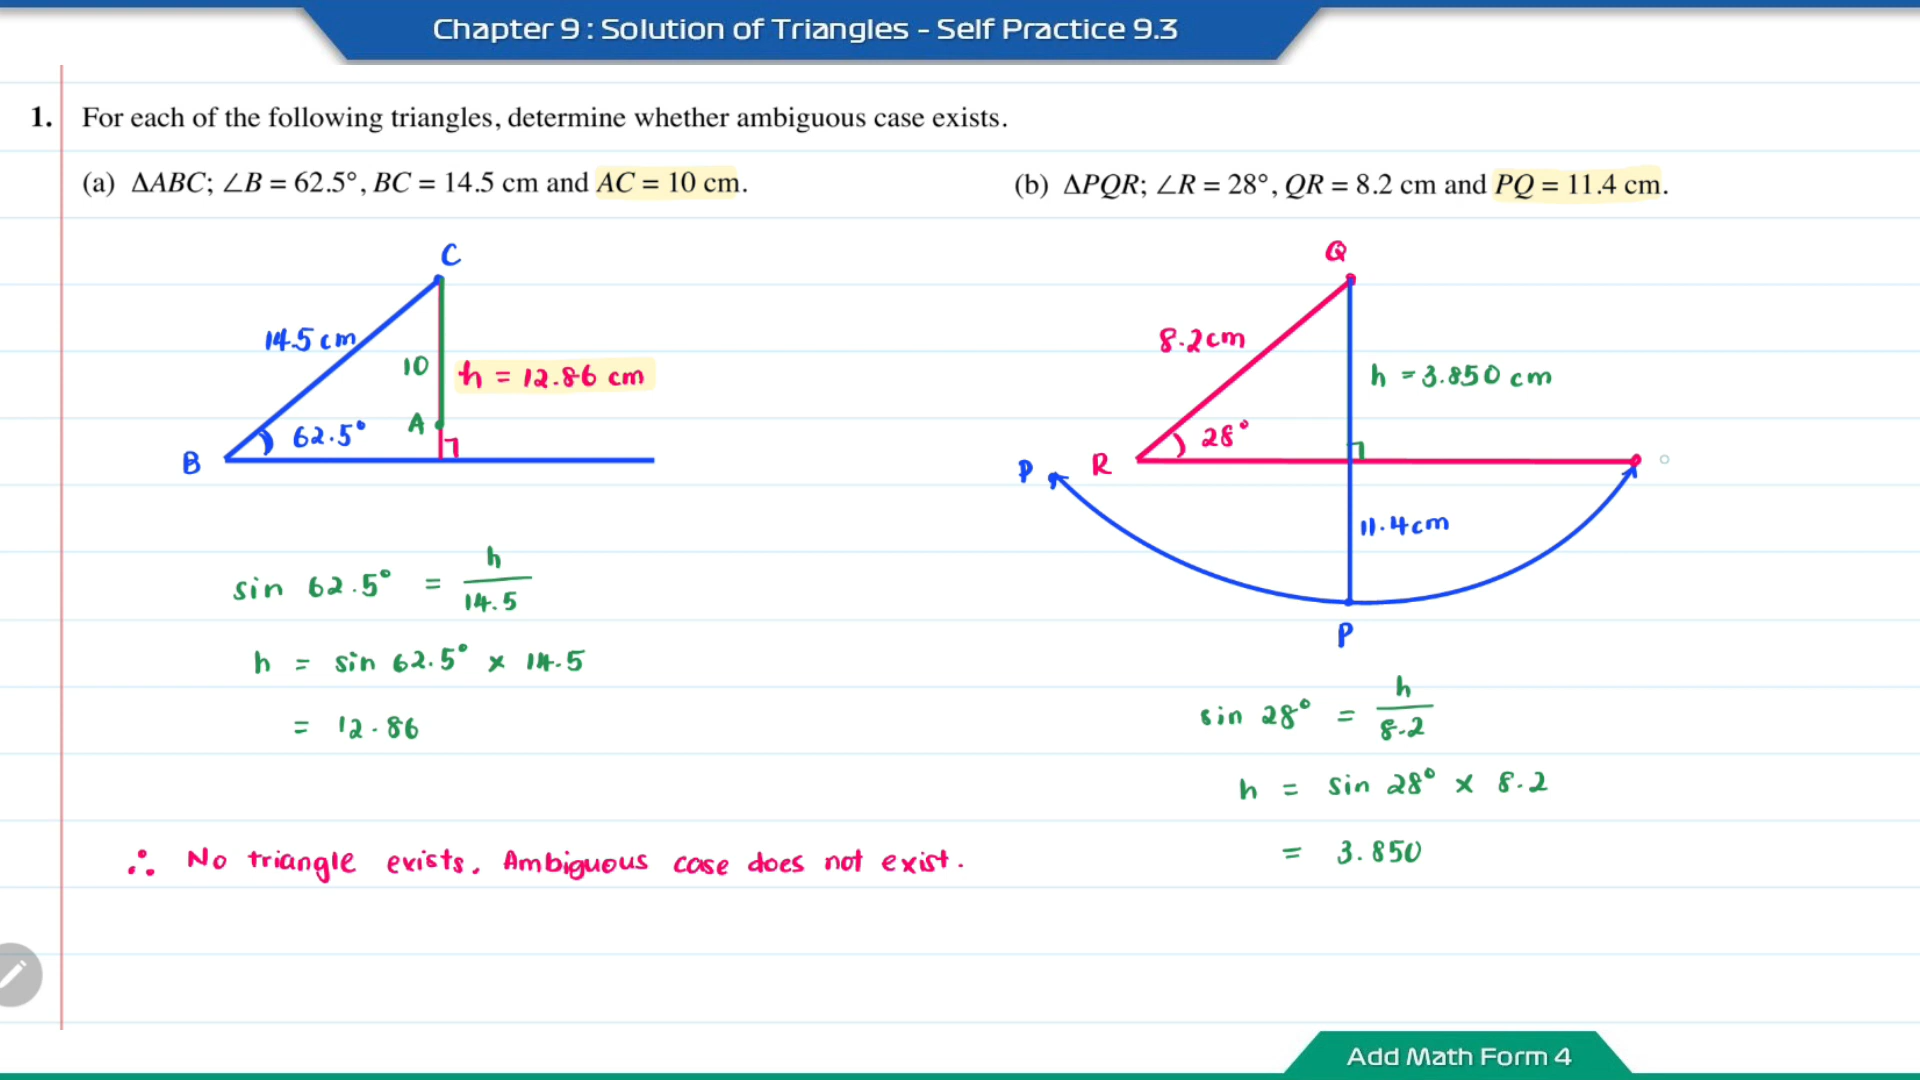 Chapter 9 : Solution of Triangles - Self Practice 9.3
1. For each of the following triangles, determine whether ambiguous case exists.
(a) ΔABC; ∠B = 62.5°, BC = 14.5 cm and AC = 10 cm.
(b) ΔPQR; ∠R = 28°, QR = 8.2 cm and PQ = 11.4 cm.
C
14.5 cm
10
h = 12.86 cm
A
62.5°
B
sin 62.5° = h / 14.5
h = sin 62.5° × 14.5
= 12.86
∴ No triangle exists. Ambiguous case does not exist.
Q
8.2 cm
h = 3.850 cm
28°
P
R
11.4 cm
P
sin 28° = h / 8.2
h = sin 28° × 8.2
= 3.850
Add Math Form 4